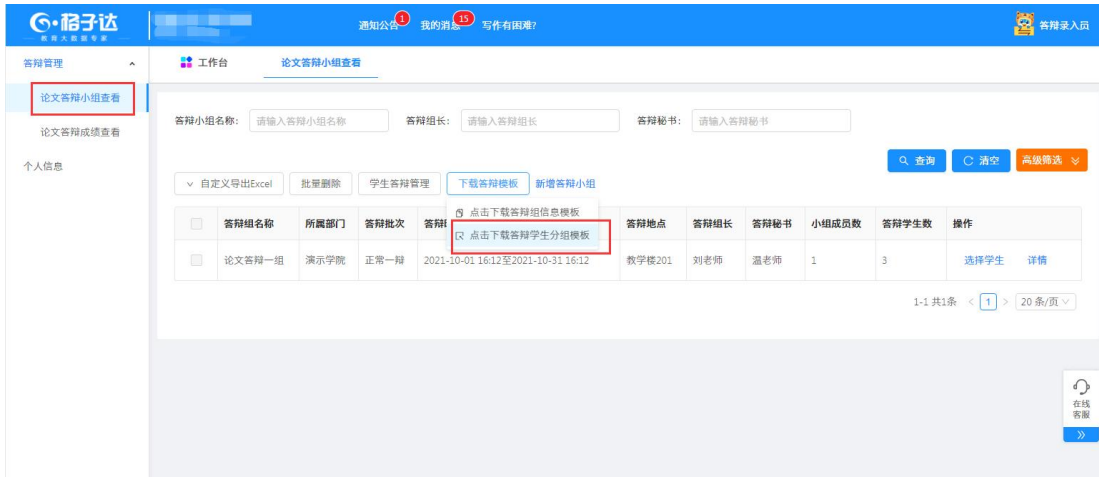 格子达
教育大数据专家
通知公告 1 我的消息 15 写作有困难?
答辩录入员
答辩管理
论文答辩小组查看
论文答辩成绩查看
个人信息
工作台 论文答辩小组查看
答辩小组名称: 请输入答辩小组名称 答辩组长: 请输入答辩组长 答辩秘书: 请输入答辩秘书
查询 清空 高级筛选
自定义导出Excel 批量删除 学生答辩管理 下载答辩模板 新增答辩小组
点击下载答辩组信息模板
点击下载答辩学生分组模板
答辩组名称 所属部门 答辩批次 答辩 答辩地点 答辩组长 答辩秘书 小组成员数 答辩学生数 操作
论文答辩一组 演示学院 正常一辩 2021-10-01 16:12至2021-10-31 16:12 教学楼201 刘老师 温老师 1 3 选择学生 详情
1-1 共1条 < 1 > 20 条/页
在线
客服